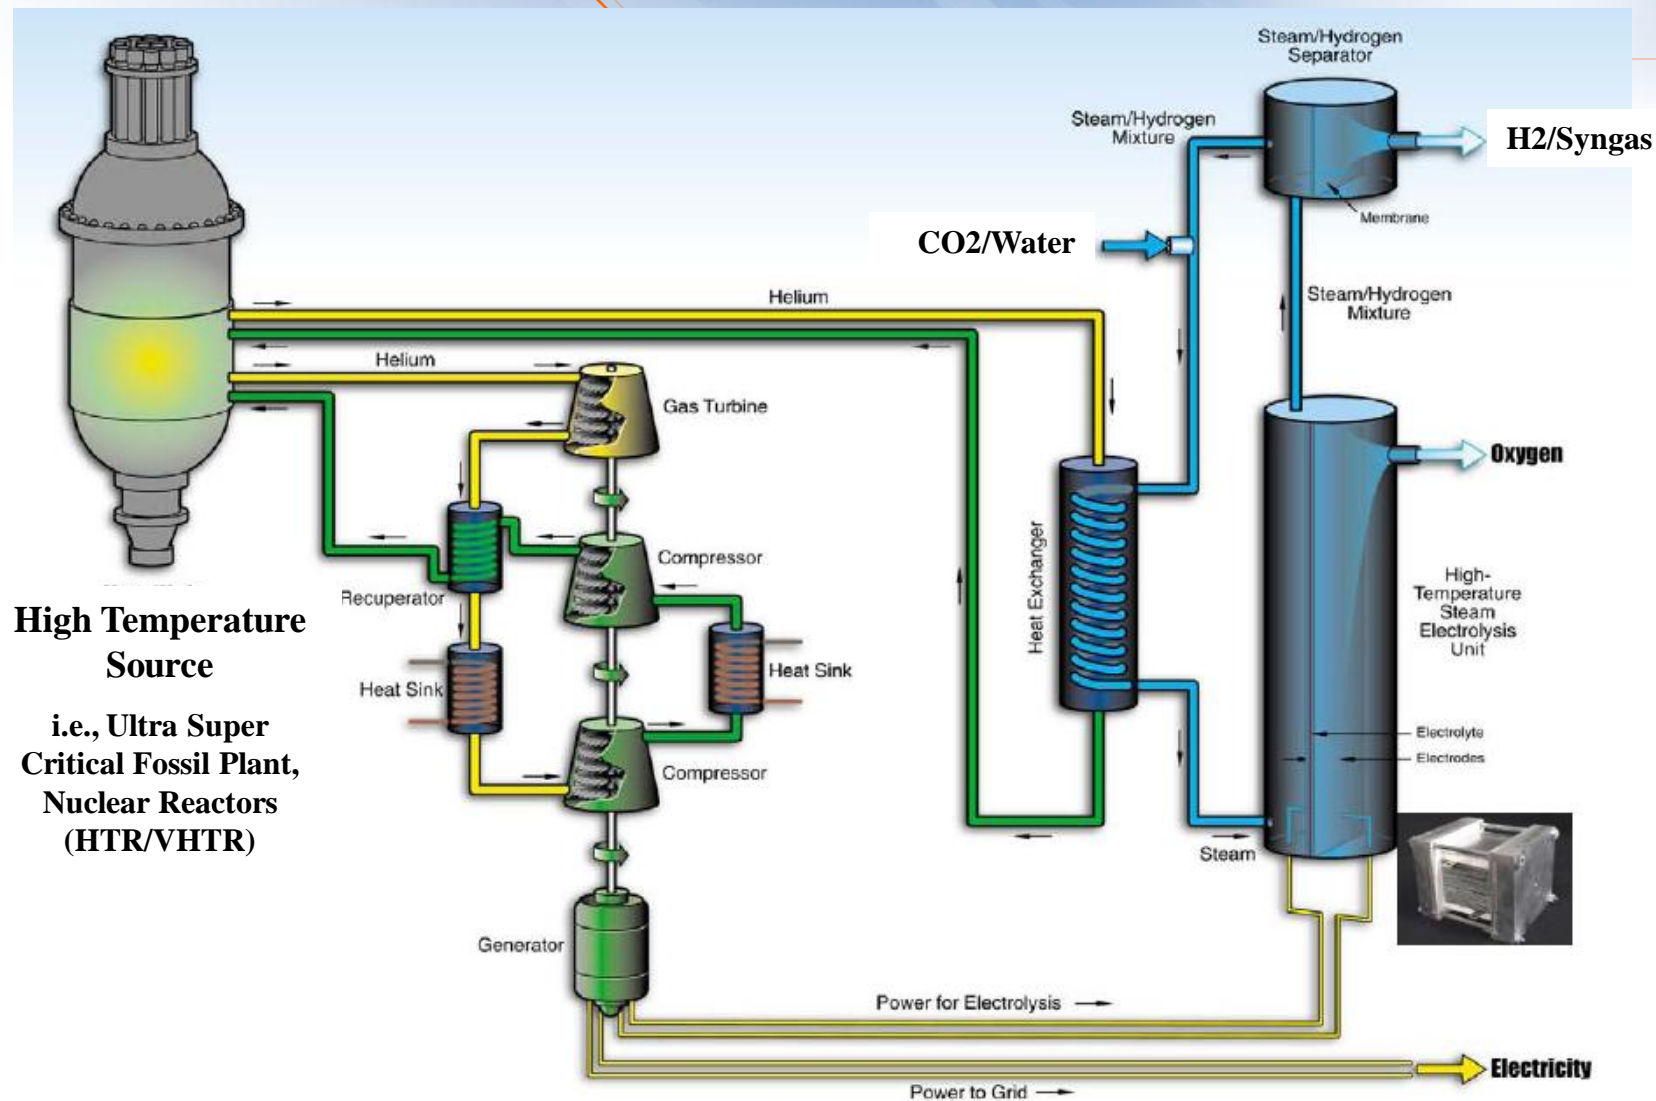 Steam/Hydrogen
Separator
Steam/Hydrogen
Mixture
H2/Syngas
Membrane
CO2/Water
Helium
Steam/Hydrogen
Mixture
Helium
Gas Turbine
Oxygen
Compressor
Heat Exchanger
High-
Temperature
Steam
Electrolysis
Unit
Recuperator
High Temperature
Source
Heat Sink
Heat Sink
i.e., Ultra Super
Critical Fossil Plant,
Nuclear Reactors
(HTR/VHTR)
Electrolyte
Electrodes
Compressor
Steam
Generator
Power for Electrolysis
Electricity
Power to Grid